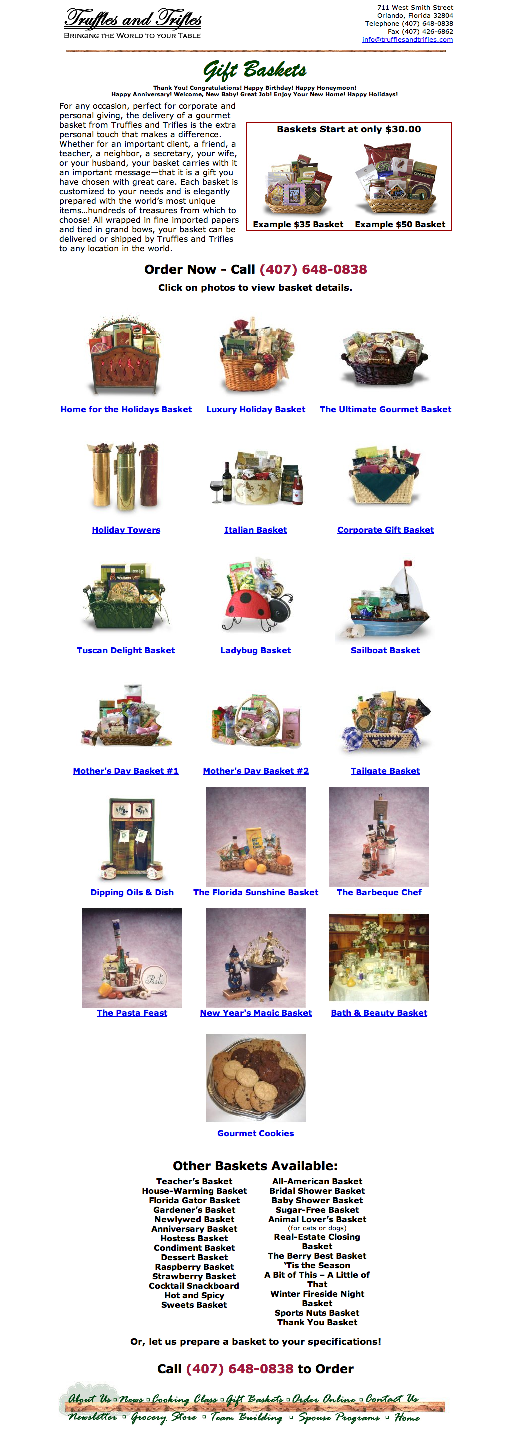 Truffles and Trifles
BRINGING THE WORLD TO YOUR TABLE
711 West Smith Street
Orlando, Florida 32804
Telephone (407) 648-0838
Fax (407) 426-6862
info@trufflesandtrifles.com
Gift Baskets
Thank You! Congratulations! Happy Birthday! Happy Honeymoon!
Happy Anniversary! Welcome, New Baby! Great Job! Enjoy Your New Home! Happy Holidays!
For any occasion, perfect for corporate and
personal giving, the delivery of a gourmet
basket from Truffles and Trifles is the extra
personal touch that makes a difference.
Whether for an important client, a friend, a
teacher, a neighbor, a secretary, your wife,
or your husband, your basket carries with it
an important message—that it is a gift you
have chosen with great care. Each basket is
customized to your needs and is elegantly
prepared with the world's most unique
items...hundreds of treasures from which to
choose! All wrapped in fine imported papers
and tied in grand bows, your basket can be
delivered or shipped by Truffles and Trifles
to any location in the world.
Baskets Start at only $30.00
Example $35 Basket Example $50 Basket
Order Now - Call (407) 648-0838
Click on photos to view basket details.
Home for the Holidays Basket Luxury Holiday Basket The Ultimate Gourmet Basket
Holiday Towers Italian Basket Corporate Gift Basket
Tuscan Delight Basket Ladybug Basket Sailboat Basket
Mother's Day Basket #1 Mother's Day Basket #2 Tailgate Basket
Dipping Oils & Dish The Florida Sunshine Basket The Barbeque Chef
The Pasta Feast New Year's Magic Basket Bath & Beauty Basket
Gourmet Cookies
Other Baskets Available:
Teacher's Basket
House-Warming Basket
Florida Gator Basket
Gardener's Basket
Newlywed Basket
Anniversary Basket
Hostess Basket
Condiment Basket
Dessert Basket
Raspberry Basket
Strawberry Basket
Cocktail Snackboard
Hot and Spicy
Sweets Basket
All-American Basket
Bridal Shower Basket
Baby Shower Basket
Sugar-Free Basket
Animal Lover's Basket
(for cats or dogs)
Real-Estate Closing
Basket
The Berry Best Basket
'Tis the Season
A Bit of This – A Little of
That
Winter Fireside Night
Basket
Sports Nuts Basket
Thank You Basket
Or, let us prepare a basket to your specifications!
Call (407) 648-0838 to Order
About Us News Cooking Class Gift Baskets Order Online Contact Us
Newsletter Grocery Store Team Building Spouse Programs Home